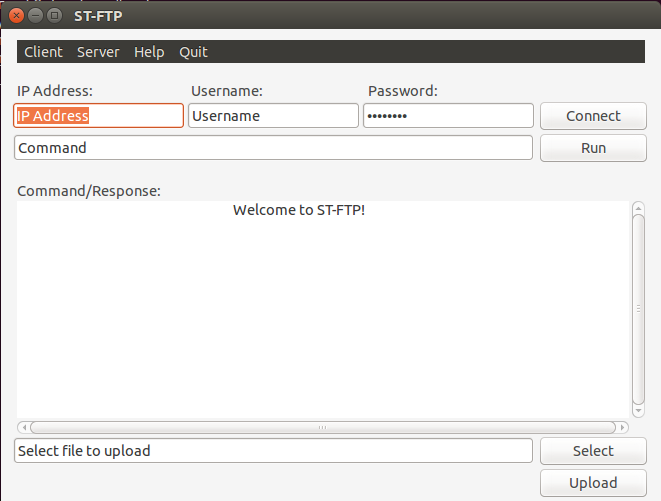 ST-FTP
Client Server Help Quit
IP Address: Username: Password:
IP Address Username •••••••• Connect
Command Run
Command/Response:
Welcome to ST-FTP!
Select file to upload Select
Upload